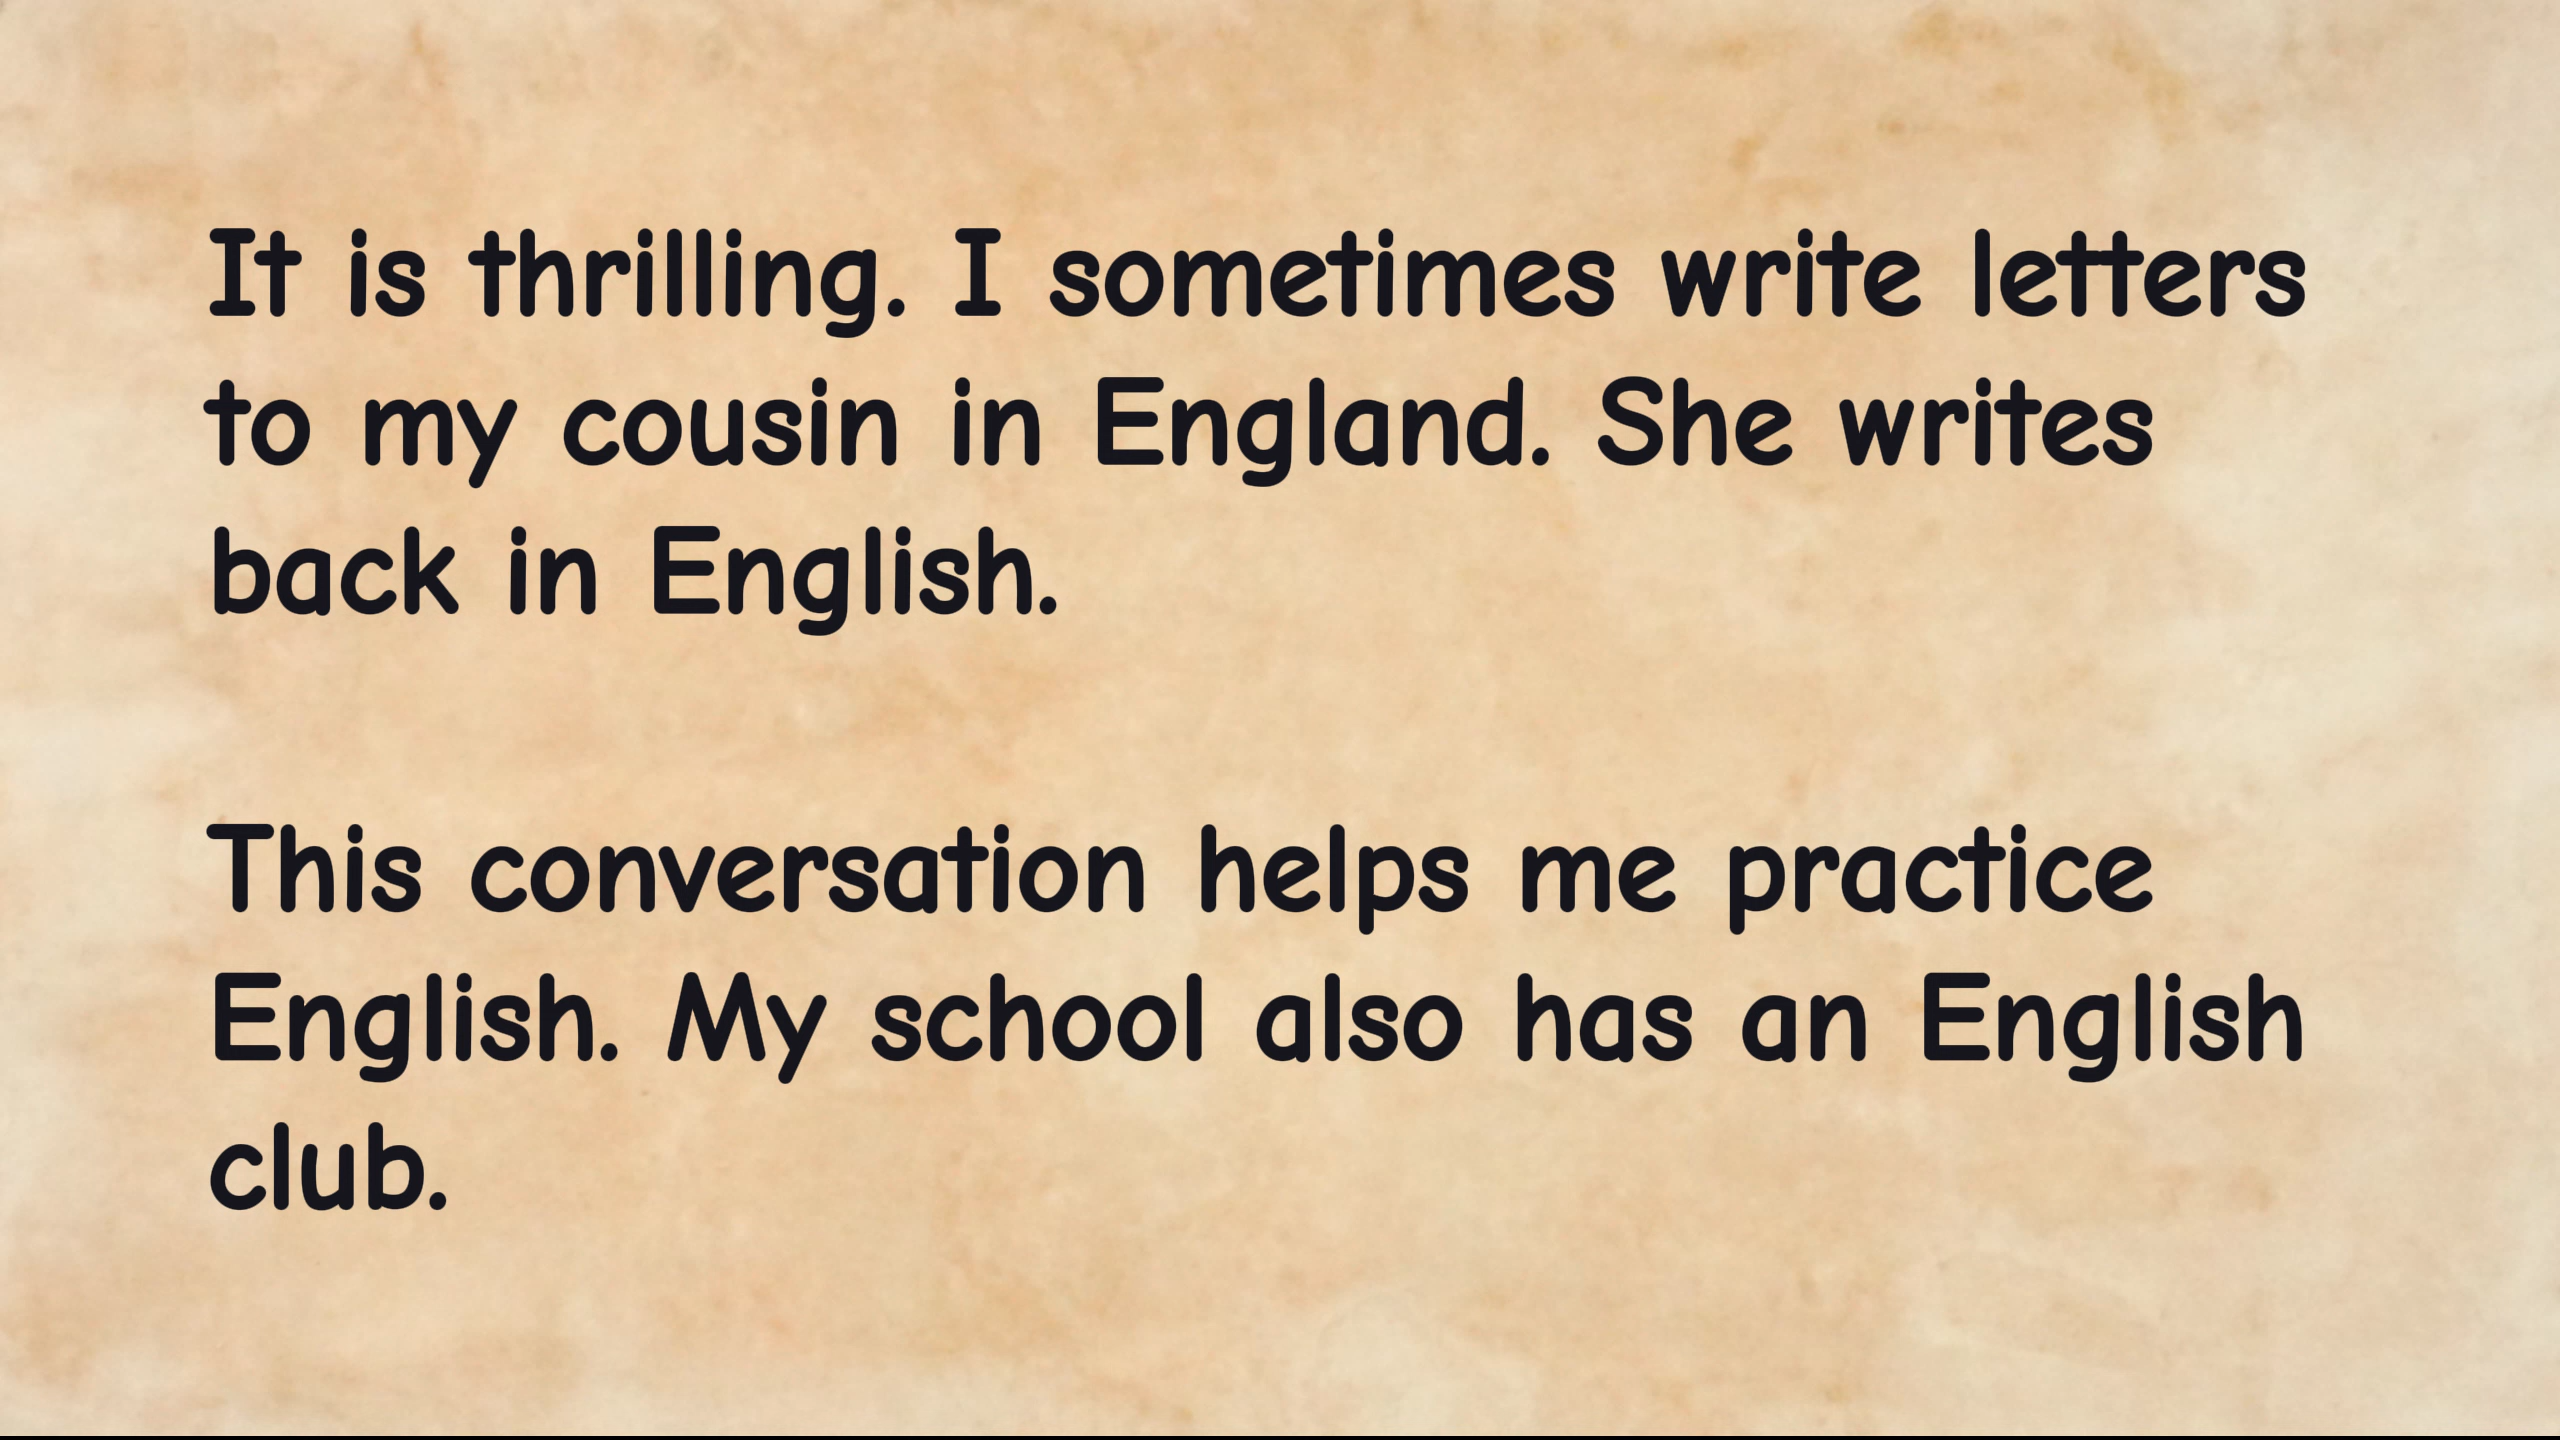 It is thrilling. I sometimes write letters
to my cousin in England. She writes
back in English.
This conversation helps me practice
English. My school also has an English
club.